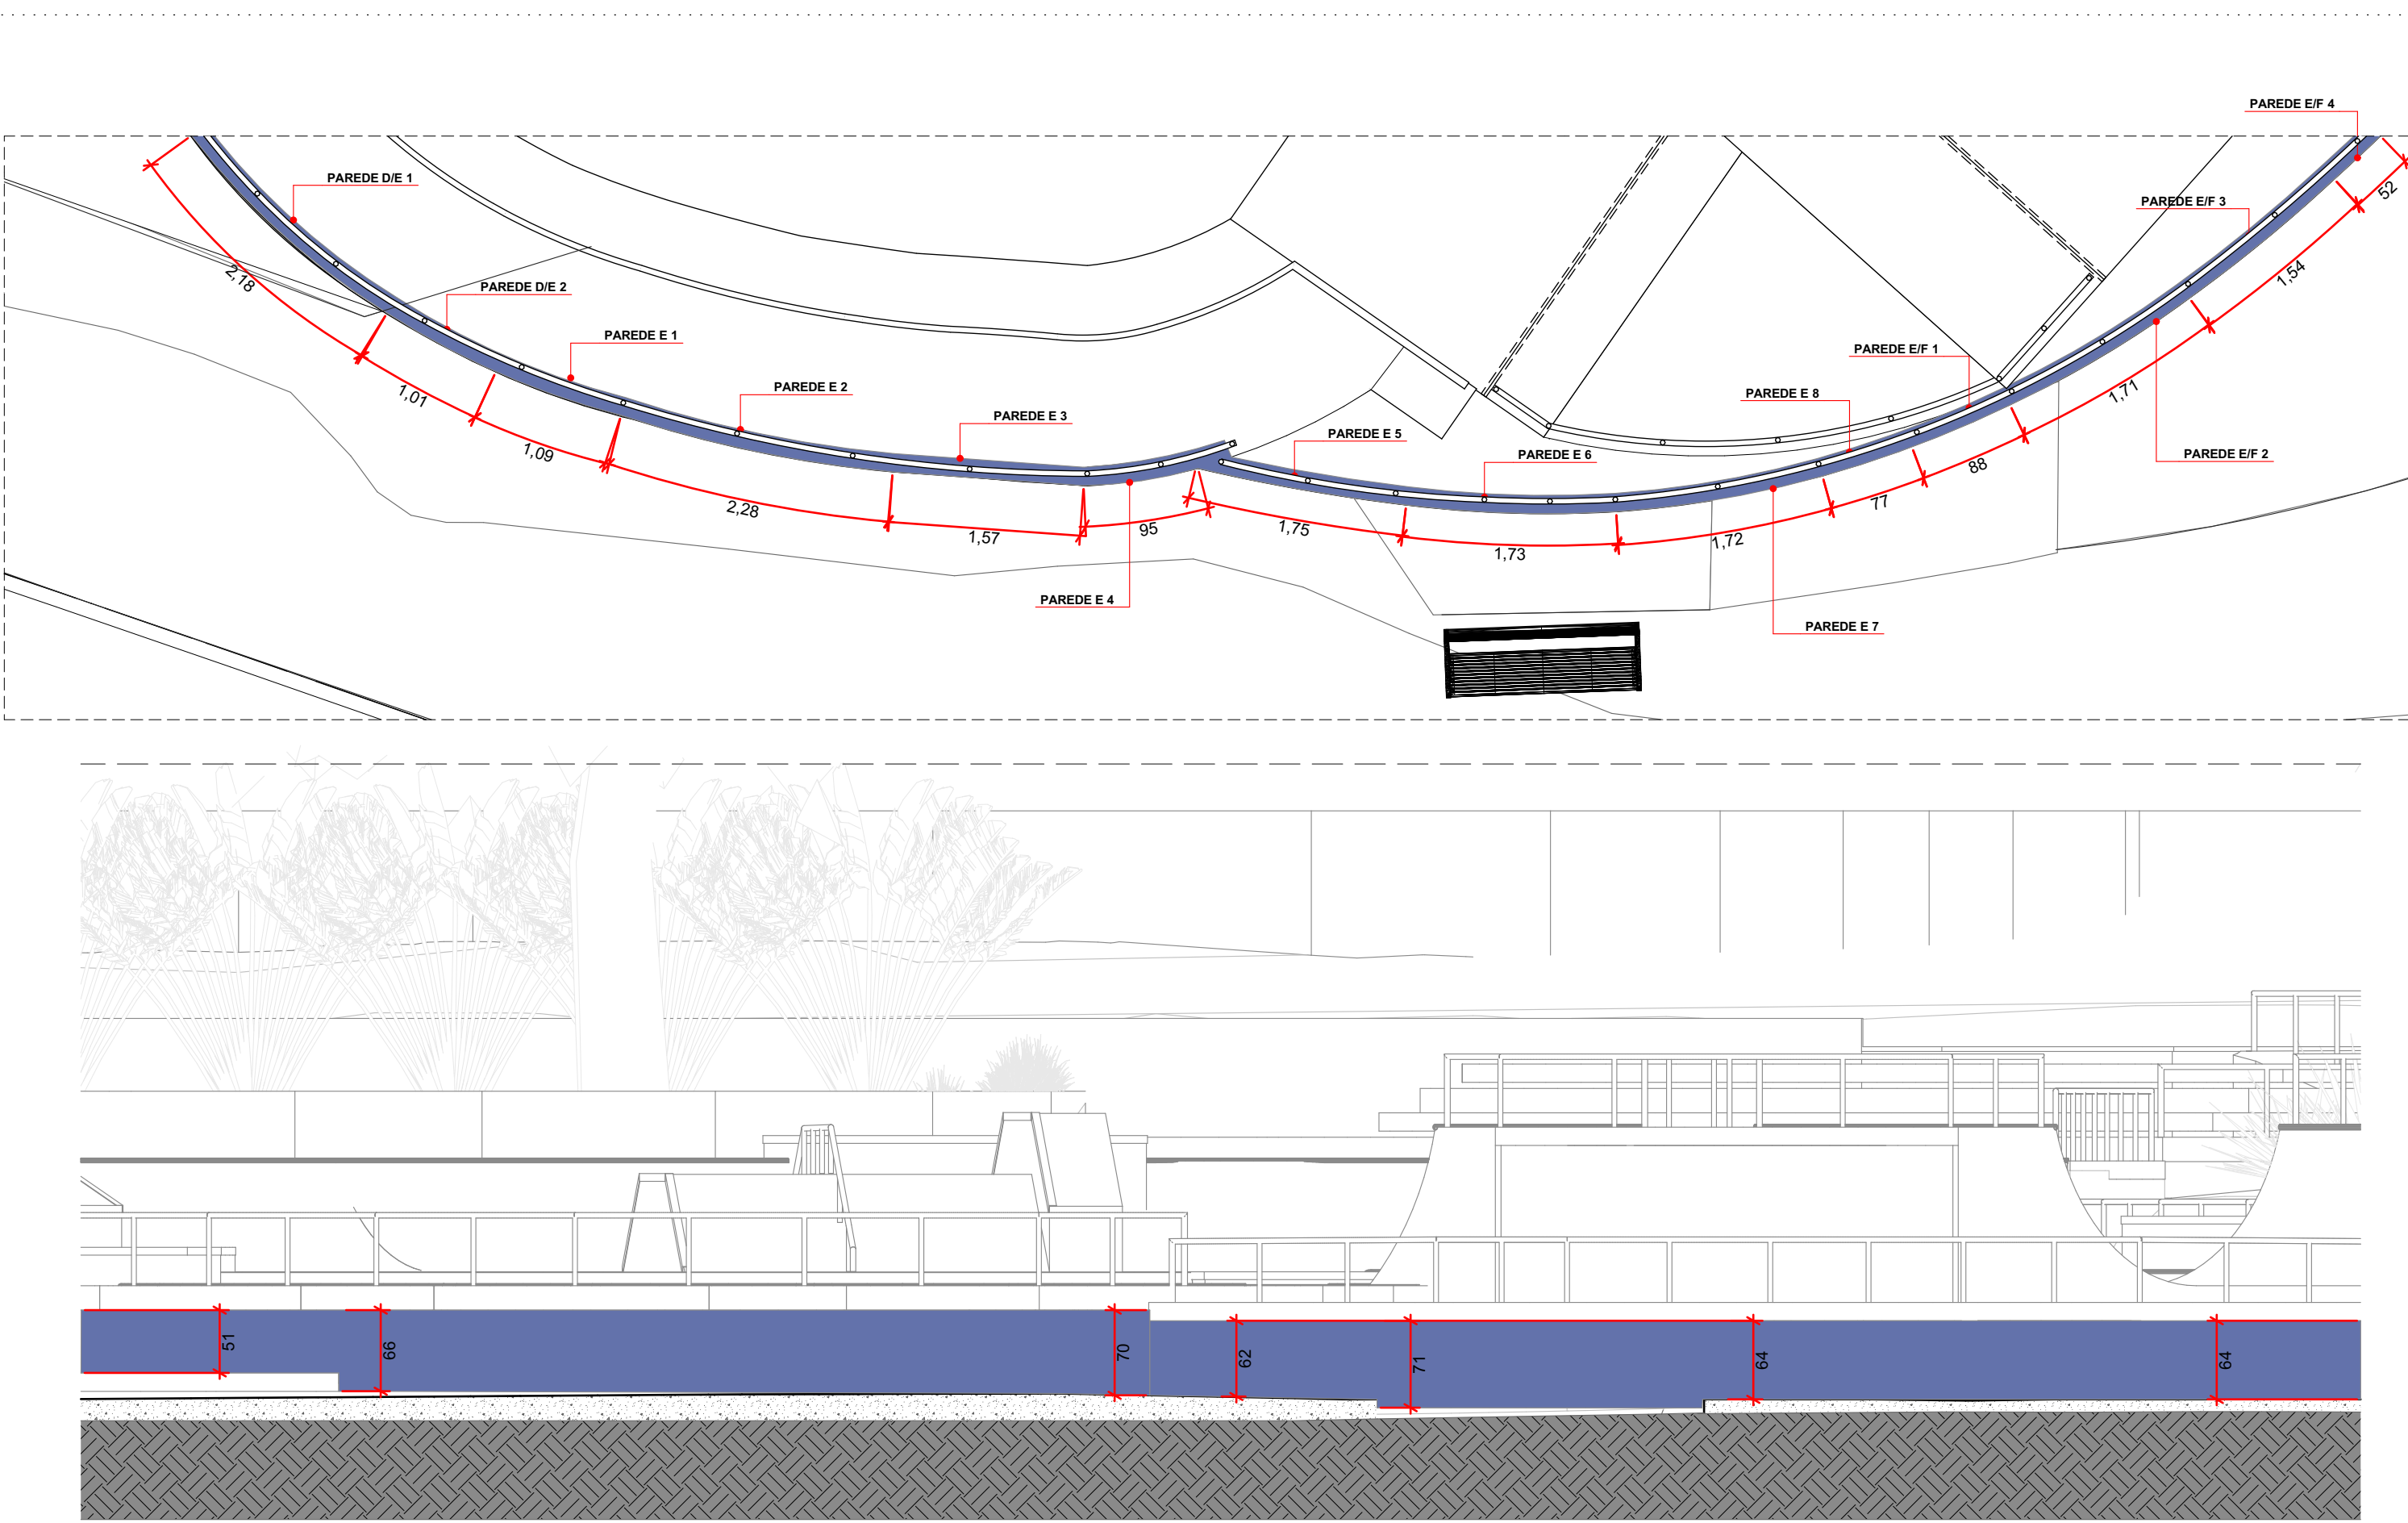 PAREDE E/F 4
PAREDE D/E 1
52
PAREDE E/F 3
2,18
1,54
PAREDE D/E 2
PAREDE E 1
PAREDE E/F 1
1,01
PAREDE E 2
PAREDE E 8
1,71
PAREDE E 3
1,09
PAREDE E 5
PAREDE E 6
PAREDE E/F 2
88
77
2,28
1,57
95
1,75
1,73
1,72
PAREDE E 4
PAREDE E 7
51
66
70
62
71
64
64